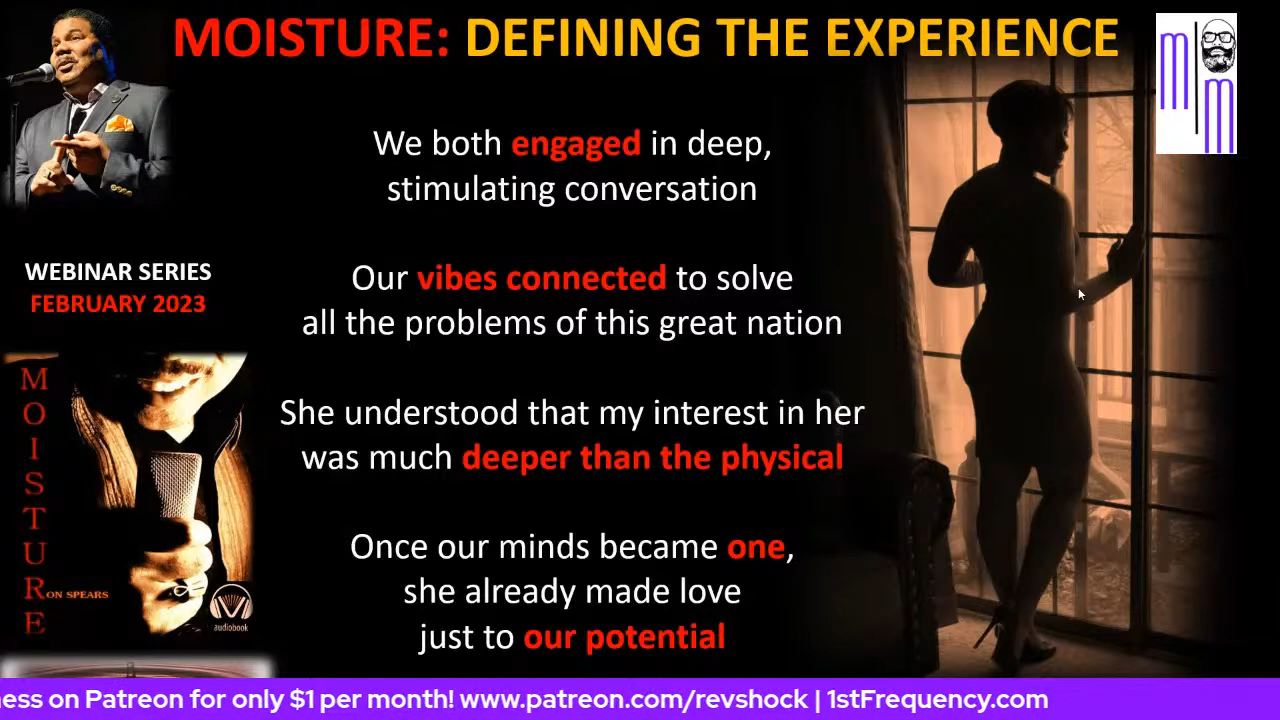 MOISTURE: DEFINING THE EXPERIENCE
m
m
We both engaged in deep,
stimulating conversation
WEBINAR SERIES
FEBRUARY 2023
Our vibes connected to solve
all the problems of this great nation
MOISTURE
ON SPEARS
audiobook
She understood that my interest in her
was much deeper than the physical
Once our minds became one,
she already made love
just to our potential
ness on Patreon for only $1 per month! www.patreon.com/revshock | 1stFrequency.com